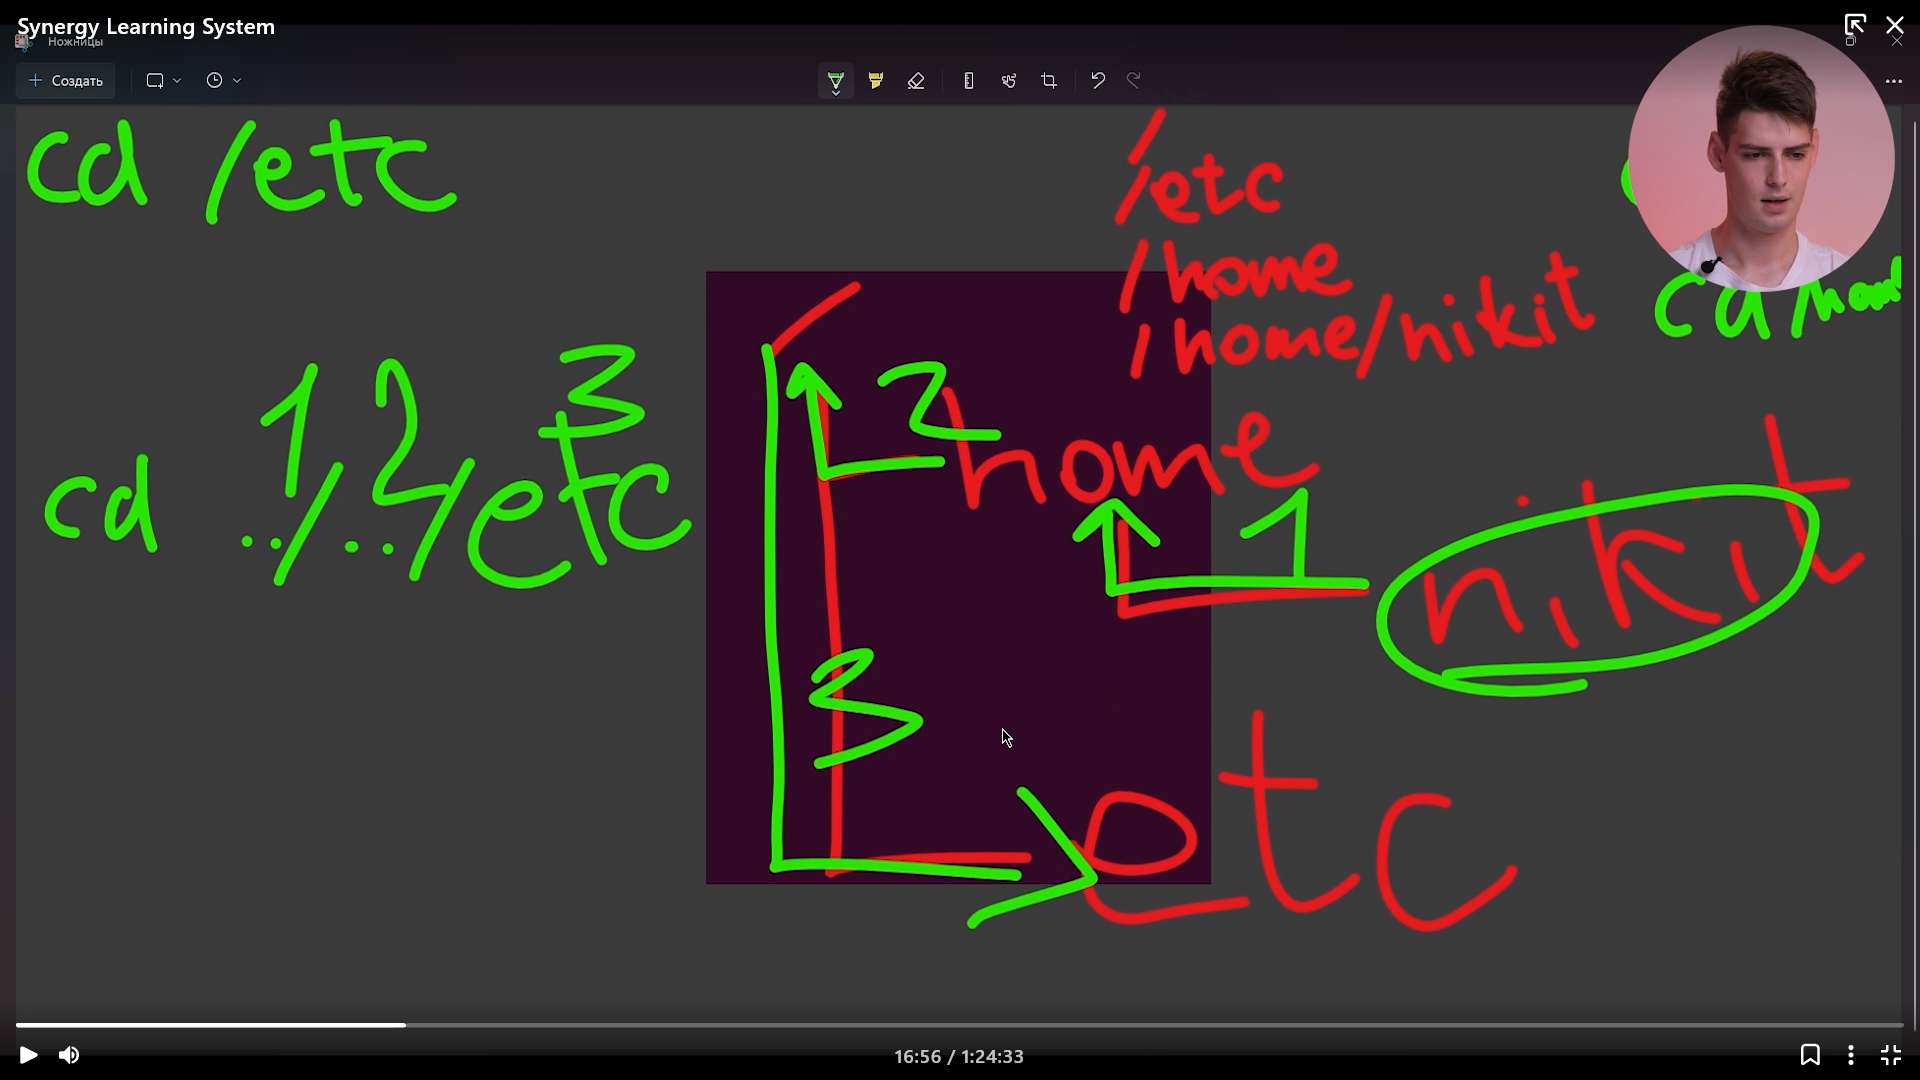 Synergy Learning System
Ножницы
Создать
cd /etc
/
/etc
/home
/home/nikit
cd /hom
1 2 3
cd ../../etc
2
home
1
nikit
3
etc
16:56 / 1:24:33